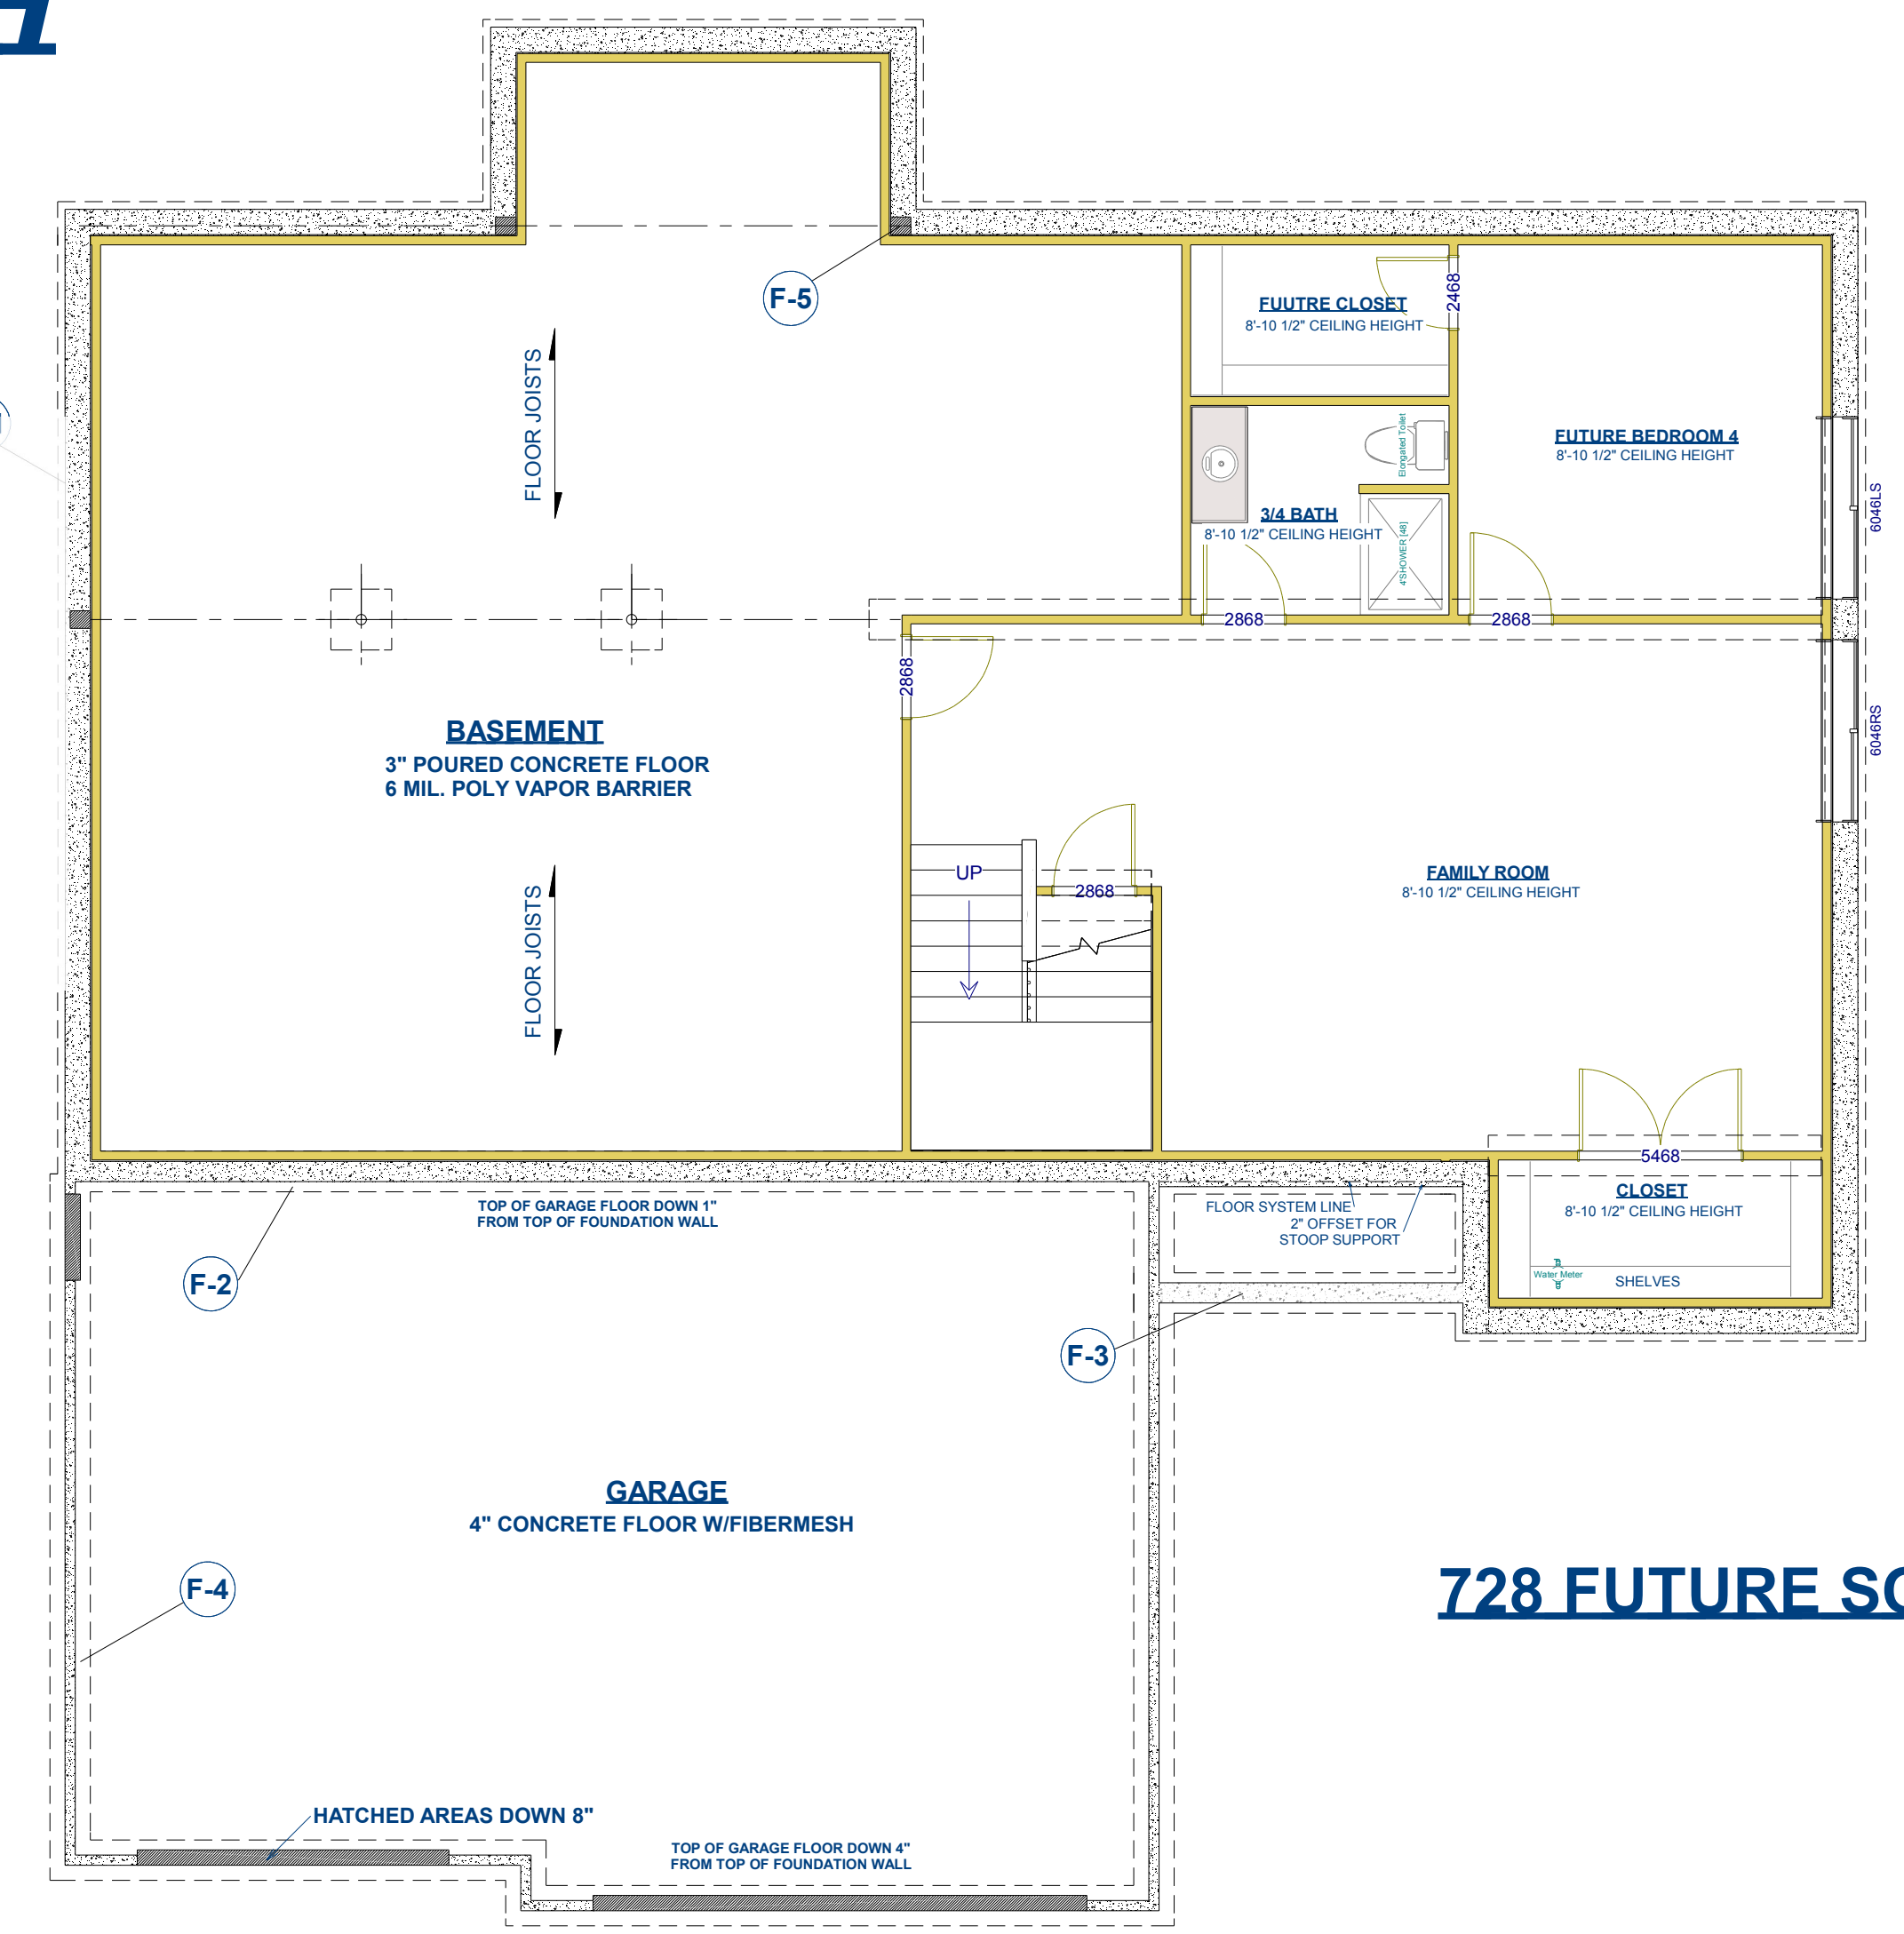 F-5
2468
FUUTRE CLOSET
8'-10 1/2" CEILING HEIGHT
FLOOR JOISTS
Elongated Toilet
FUTURE BEDROOM 4
8'-10 1/2" CEILING HEIGHT
6046LS
3/4 BATH
8'-10 1/2" CEILING HEIGHT
4'SHOWER [48]
2868
2868
2868
6046RS
BASEMENT
3" POURED CONCRETE FLOOR
6 MIL. POLY VAPOR BARRIER
UP
2868
FAMILY ROOM
8'-10 1/2" CEILING HEIGHT
FLOOR JOISTS
5468
CLOSET
8'-10 1/2" CEILING HEIGHT
TOP OF GARAGE FLOOR DOWN 1"
FROM TOP OF FOUNDATION WALL
FLOOR SYSTEM LINE
2" OFFSET FOR
STOOP SUPPORT
Water Meter
SHELVES
F-2
F-3
GARAGE
4" CONCRETE FLOOR W/FIBERMESH
F-4
728 FUTURE
HATCHED AREAS DOWN 8"
TOP OF GARAGE FLOOR DOWN 4"
FROM TOP OF FOUNDATION WALL